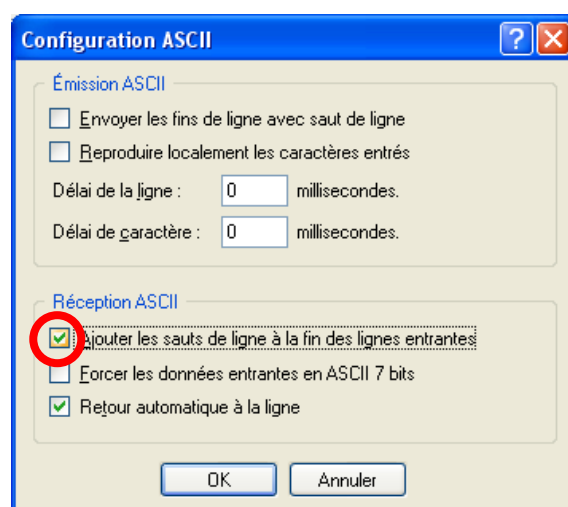 Configuration ASCII
Émission ASCII
Envoyer les fins de ligne avec saut de ligne
Reproduire localement les caractères entrés
Délai de la ligne : 0 millisecondes.
Délai de caractère : 0 millisecondes.
Réception ASCII
Ajouter les sauts de ligne à la fin des lignes entrantes
Forcer les données entrantes en ASCII 7 bits
Retour automatique à la ligne
OK Annuler